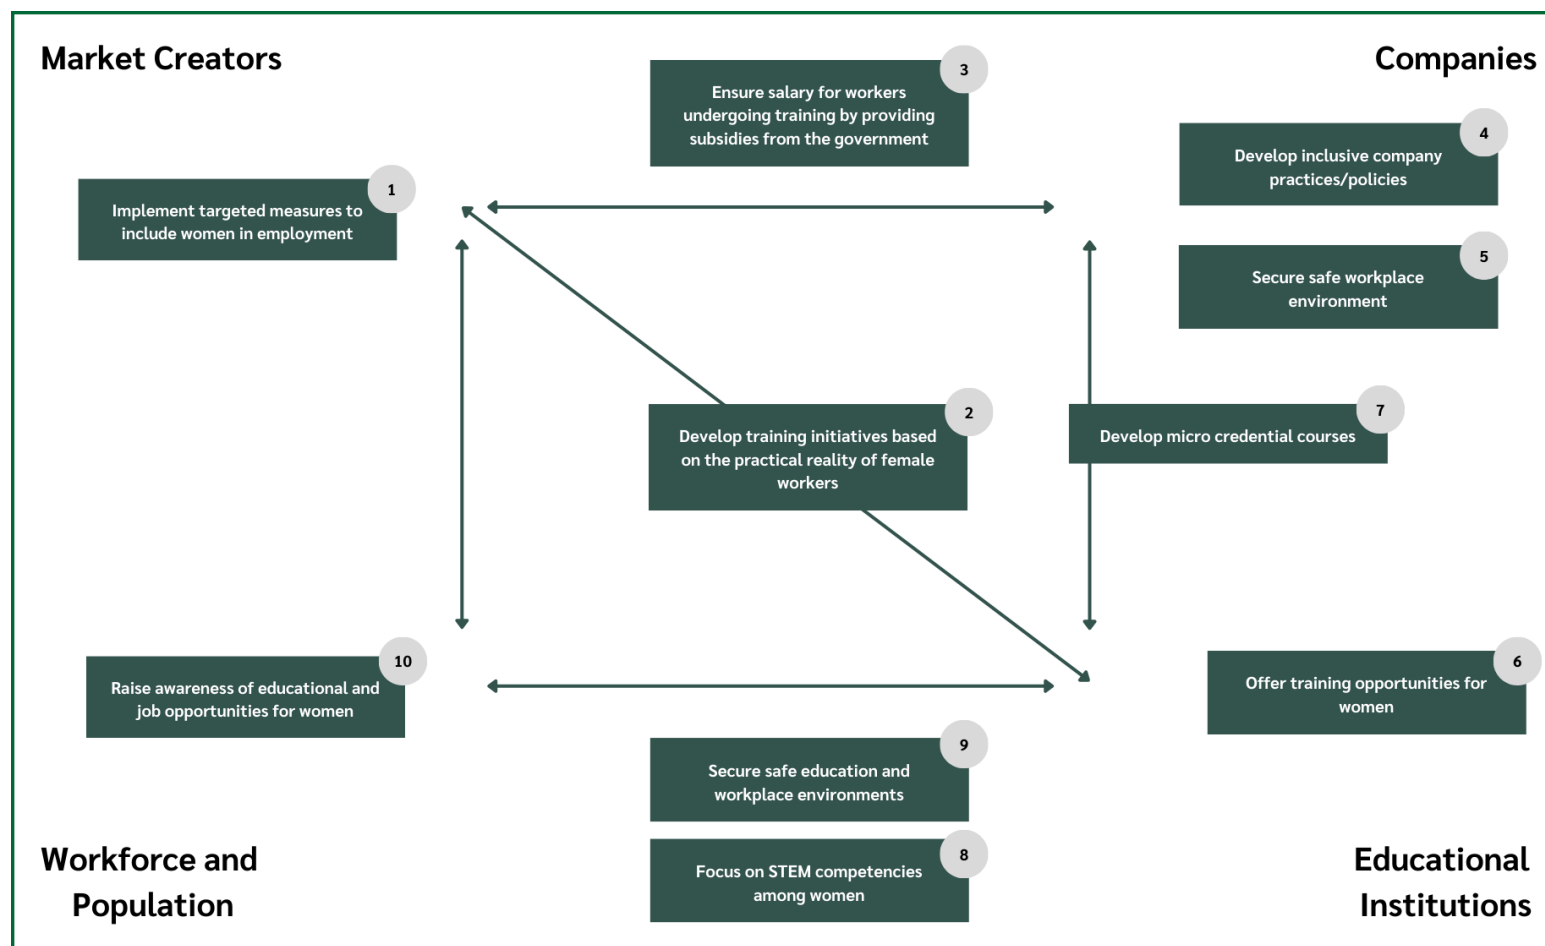 Market Creators
Companies
3
Ensure salary for workers
undergoing training by providing
subsidies from the government
4
Develop inclusive company
practices/policies
1
Implement targeted measures to
include women in employment
5
Secure safe workplace
environment
2
Develop training initiatives based
on the practical reality of female
workers
7
Develop micro credential courses
10
Raise awareness of educational and
job opportunities for women
6
Offer training opportunities for
women
9
Secure safe education and
workplace environments
8
Focus on STEM competencies
among women
Workforce and
Population
Educational
Institutions